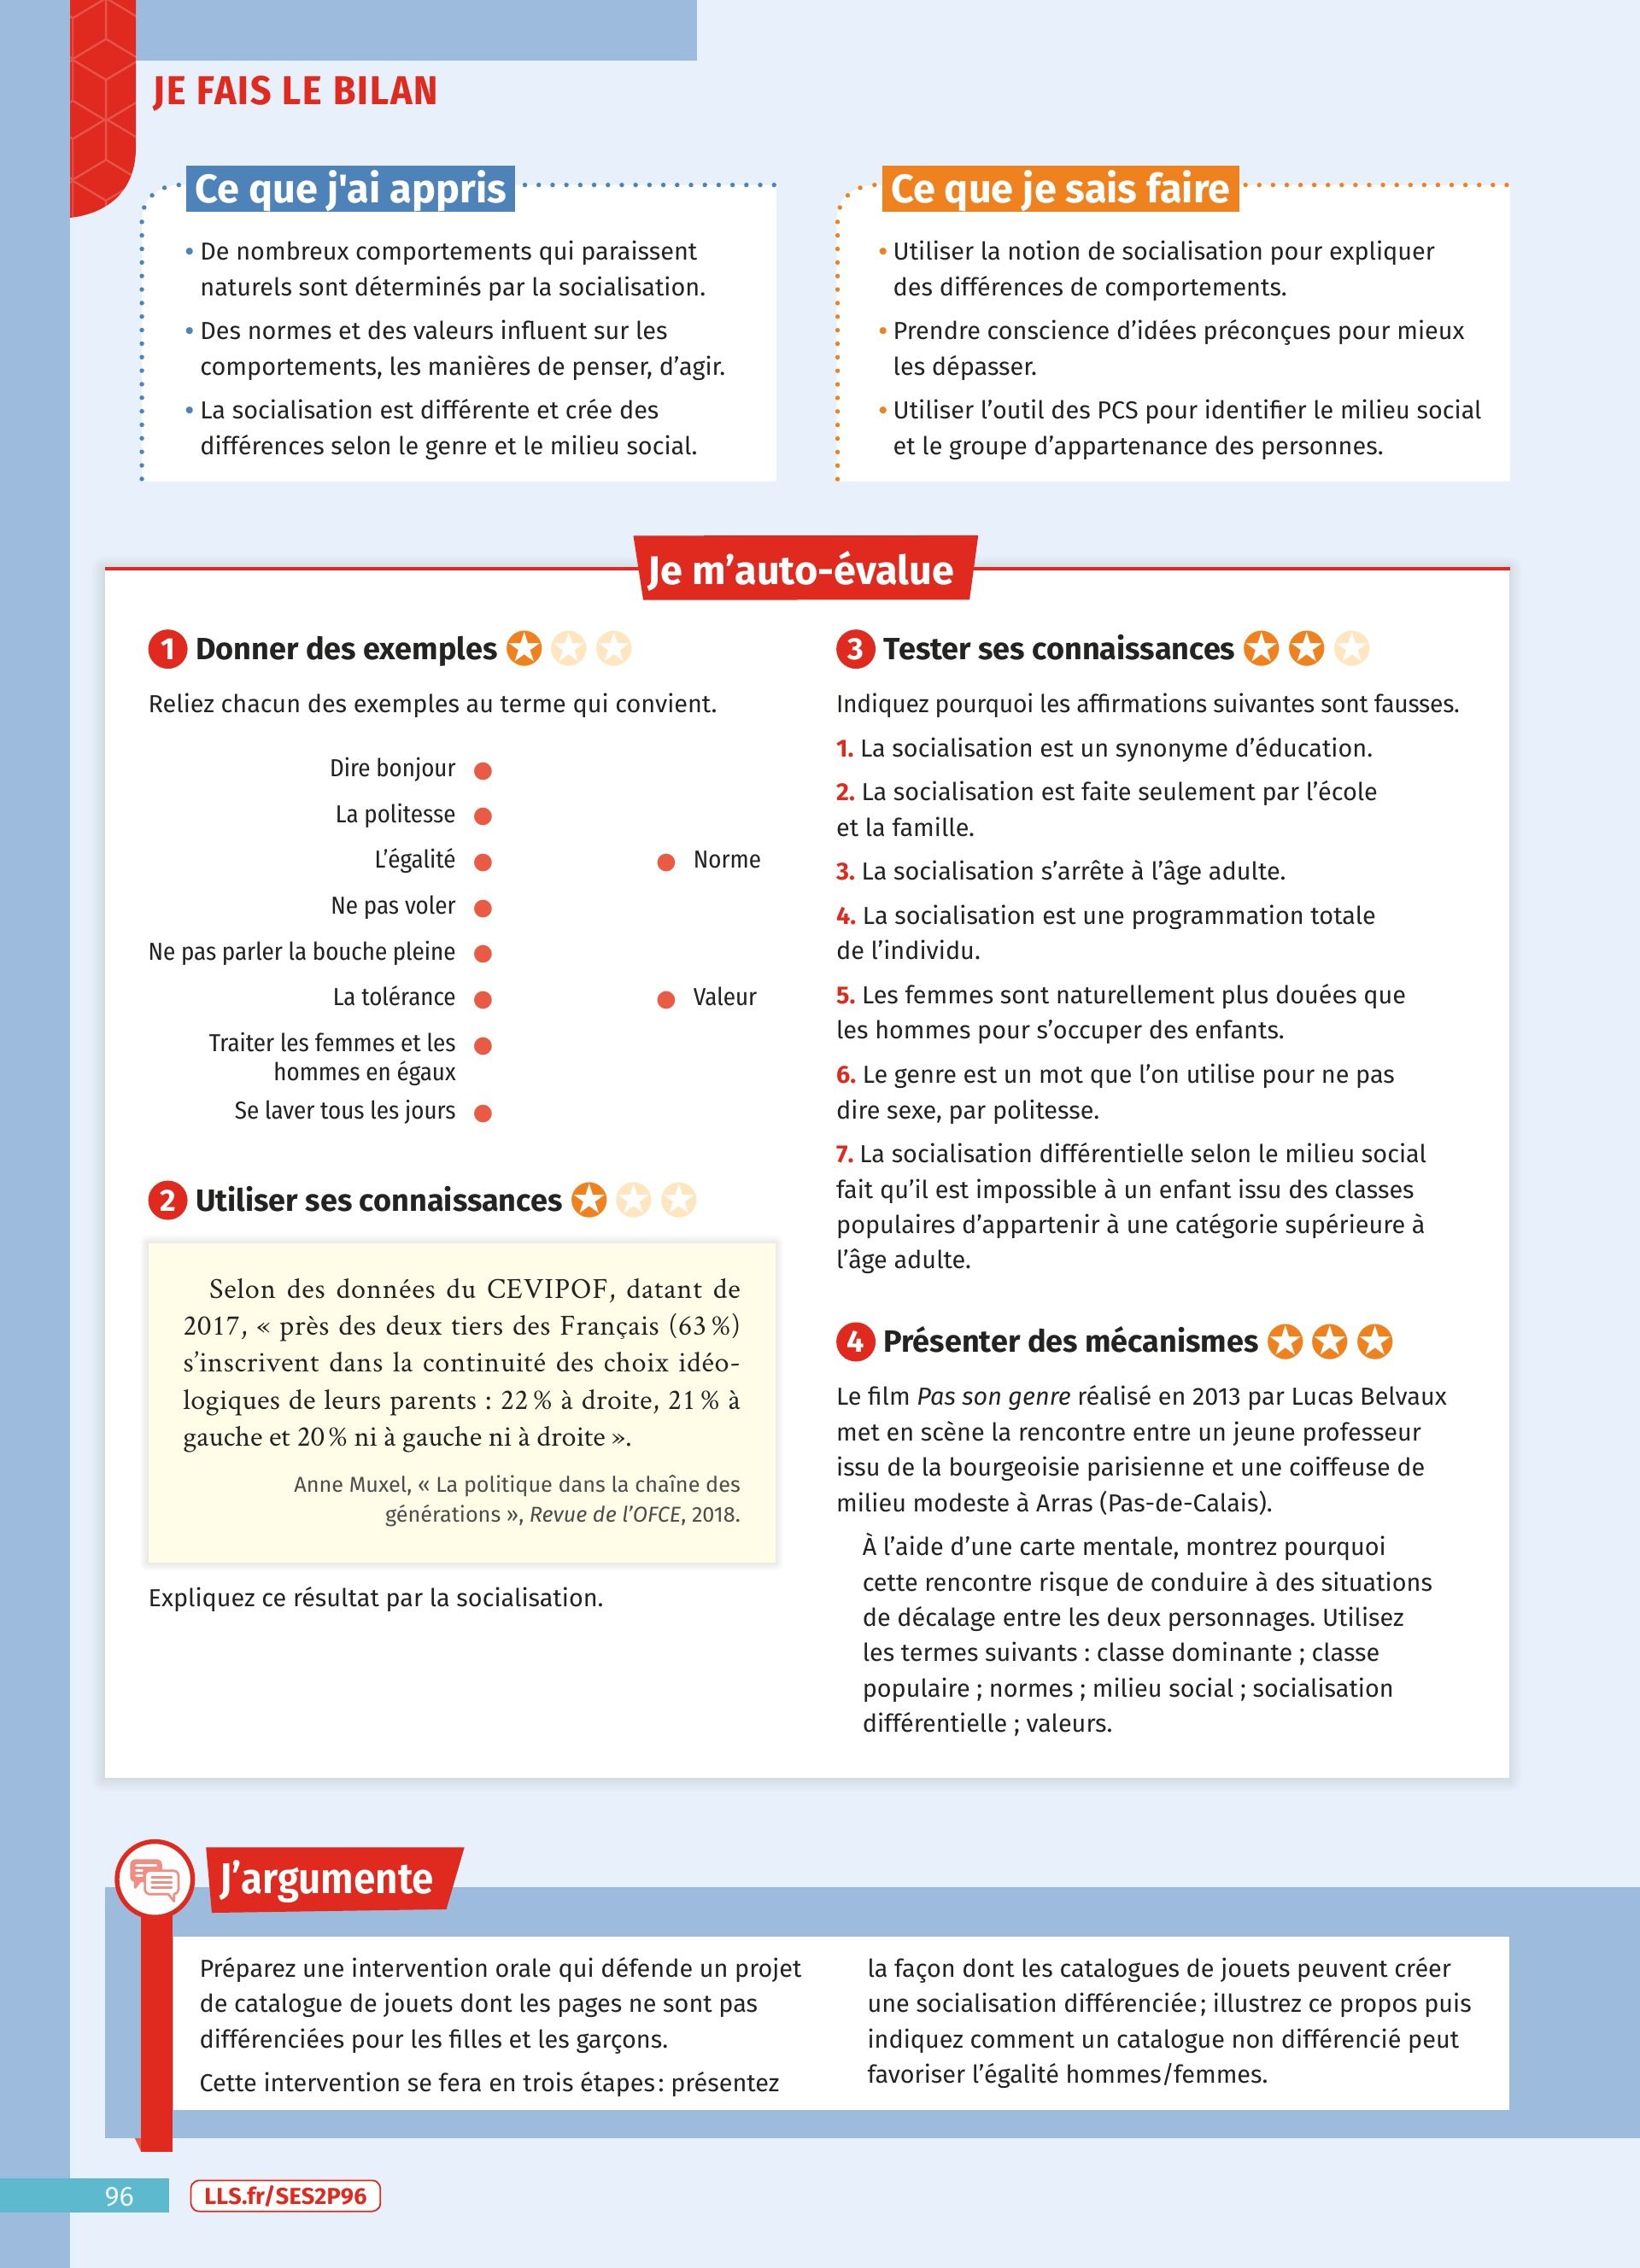 JE FAIS LE BILAN
Ce que j'ai appris
• De nombreux comportements qui paraissent
naturels sont déterminés par la socialisation.
• Des normes et des valeurs influent sur les
comportements, les manières de penser, d’agir.
• La socialisation est différente et crée des
différences selon le genre et le milieu social.
Ce que je sais faire
• Utiliser la notion de socialisation pour expliquer
des différences de comportements.
• Prendre conscience d’idées préconçues pour mieux
les dépasser.
• Utiliser l’outil des PCS pour identifier le milieu social
et le groupe d’appartenance des personnes.
Je m’auto-évalue
1 Donner des exemples
Reliez chacun des exemples au terme qui convient.
Dire bonjour
La politesse
L’égalité
Ne pas voler
Ne pas parler la bouche pleine
La tolérance
Traiter les femmes et les
hommes en égaux
Se laver tous les jours
Norme
Valeur
2 Utiliser ses connaissances
Selon des données du CEVIPOF, datant de
2017, « près des deux tiers des Français (63 %)
s’inscrivent dans la continuité des choix idéo-
logiques de leurs parents : 22 % à droite, 21 % à
gauche et 20 % ni à gauche ni à droite ».
Anne Muxel, « La politique dans la chaîne des
générations », Revue de l’OFCE, 2018.
Expliquez ce résultat par la socialisation.
3 Tester ses connaissances
Indiquez pourquoi les affirmations suivantes sont fausses.
1. La socialisation est un synonyme d’éducation.
2. La socialisation est faite seulement par l’école
et la famille.
3. La socialisation s’arrête à l’âge adulte.
4. La socialisation est une programmation totale
de l’individu.
5. Les femmes sont naturellement plus douées que
les hommes pour s’occuper des enfants.
6. Le genre est un mot que l’on utilise pour ne pas
dire sexe, par politesse.
7. La socialisation différentielle selon le milieu social
fait qu’il est impossible à un enfant issu des classes
populaires d’appartenir à une catégorie supérieure à
l’âge adulte.
4 Présenter des mécanismes
Le film Pas son genre réalisé en 2013 par Lucas Belvaux
met en scène la rencontre entre un jeune professeur
issu de la bourgeoisie parisienne et une coiffeuse de
milieu modeste à Arras (Pas-de-Calais).
À l’aide d’une carte mentale, montrez pourquoi
cette rencontre risque de conduire à des situations
de décalage entre les deux personnages. Utilisez
les termes suivants : classe dominante ; classe
populaire ; normes ; milieu social ; socialisation
différentielle ; valeurs.
J’argumente
Préparez une intervention orale qui défende un projet
de catalogue de jouets dont les pages ne sont pas
différenciées pour les filles et les garçons.
Cette intervention se fera en trois étapes : présentez
la façon dont les catalogues de jouets peuvent créer
une socialisation différenciée ; illustrez ce propos puis
indiquez comment un catalogue non différencié peut
favoriser l’égalité hommes/femmes.
96
LLS.fr/SES2P96